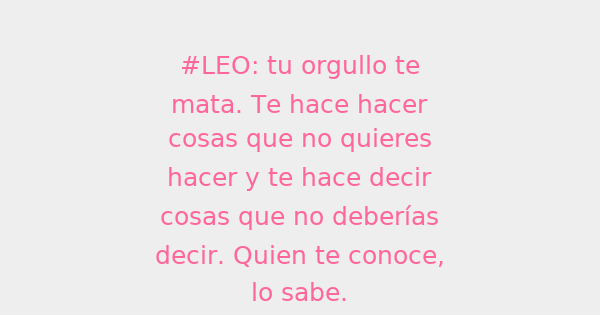 #LEO: tu orgullo te
mata. Te hace hacer
cosas que no quieres
hacer y te hace decir
cosas que no deberías
decir. Quien te conoce,
lo sabe.